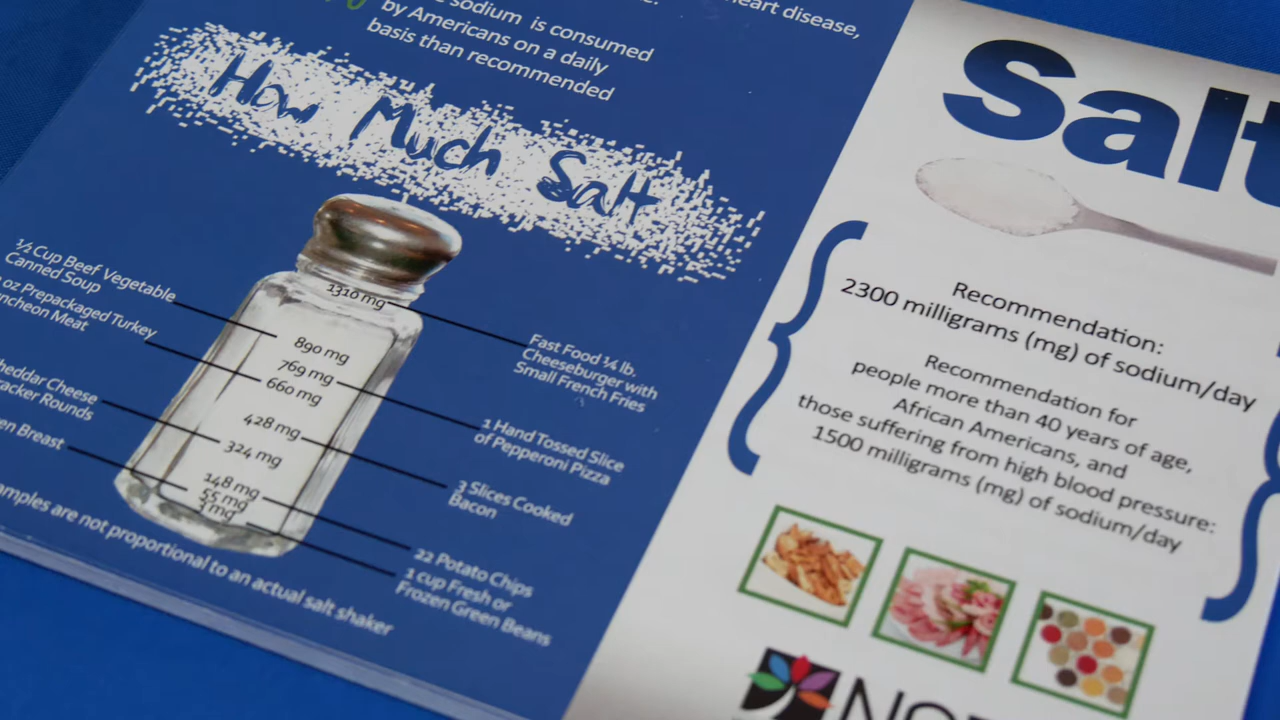 sodium is consumed
by Americans on a daily
basis than recommended
heart disease,
How Much Salt
½ Cup Beef Vegetable
Canned Soup
oz Prepackaged Turkey
Meat
Cheddar Cheese
Rounds
Breast
1310 mg
890 mg
769 mg
660 mg
428 mg
324 mg
148 mg
55 mg
3 mg
Fast Food ¼ lb.
Cheeseburger with
Small French Fries
1 Hand Tossed Slice
of Pepperoni Pizza
3 Slices Cooked
Bacon
22 Potato Chips
1 cup Fresh or
Frozen Green Beans
are not proportional to an actual salt shaker
Salt
Recommendation:
2300 milligrams (mg) of sodium/day
Recommendation for
people more than 40 years of age,
African Americans, and
those suffering from high blood pressure:
1500 milligrams (mg) of sodium/day